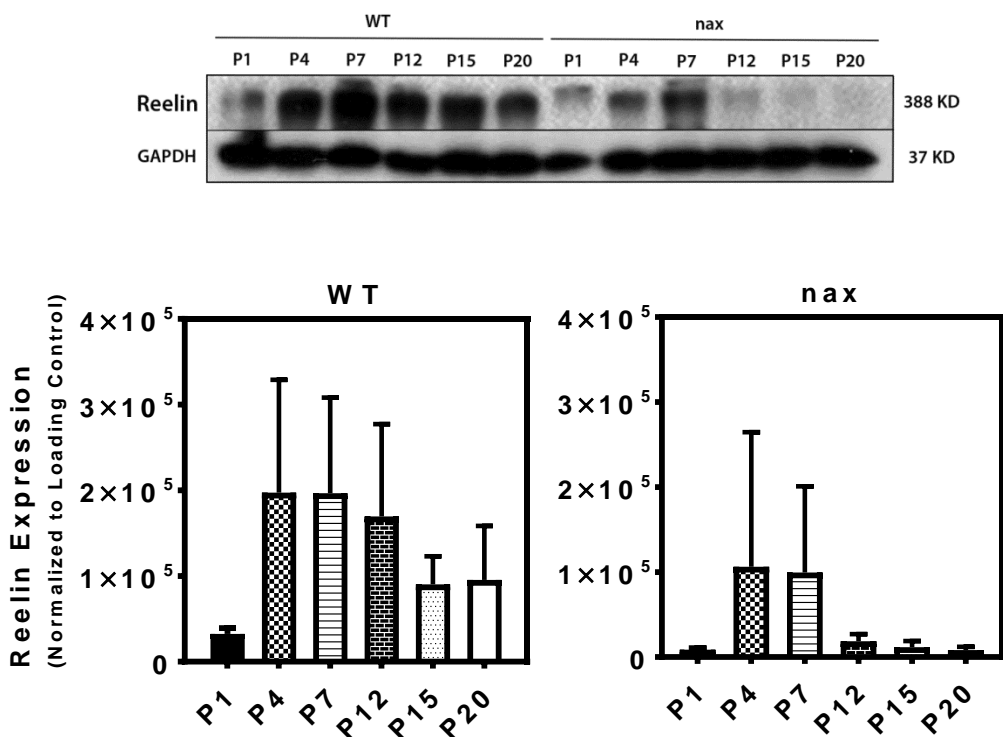 WT nax
P1 P4 P7 P12 P15 P20 P1 P4 P7 P12 P15 P20
Reelin 388 KD
GAPDH 37 KD
WT
Reelin Expression
(Normalized to Loading Control)
4×10⁵
3×10⁵
2×10⁵
1×10⁵
0
P1 P4 P7 P12 P15 P20
nax
4×10⁵
3×10⁵
2×10⁵
1×10⁵
0
P1 P4 P7 P12 P15 P20